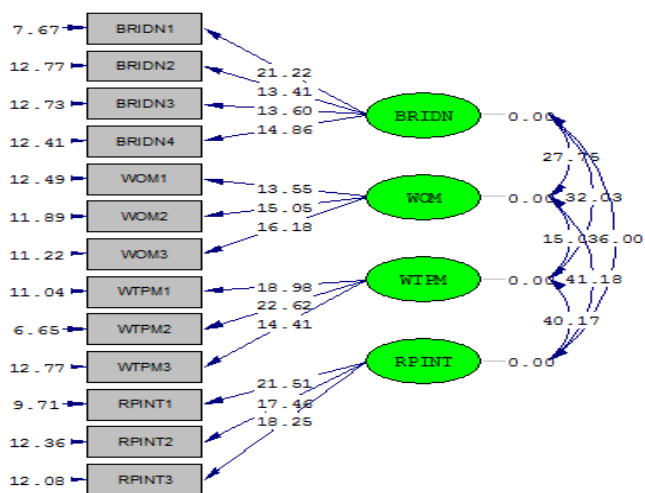 7.67 BRIDN1
12.77 BRIDN2
12.73 BRIDN3
12.41 BRIDN4
12.49 WOM1
11.89 WOM2
11.22 WOM3
11.04 WTPM1
6.65 WTPM2
12.77 WTPM3
9.71 RPINT1
12.36 RPINT2
12.08 RPINT3
21.22
13.41
13.60
14.86
13.55
15.05
16.18
18.98
22.62
14.41
21.51
17.46
18.25
BRIDN 0.00
WOM 0.00
WTPM 0.00
RPINT 0.00
27.75
32.03
36.00
41.18
40.17